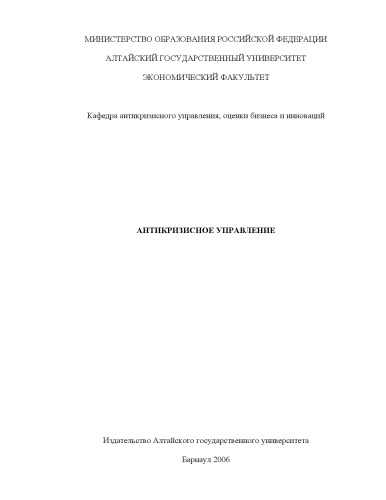 МИНИСТЕРСТВО ОБРАЗОВАНИЯ РОССИЙСКОЙ ФЕДЕРАЦИИ
АЛТАЙСКИЙ ГОСУДАРСТВЕННЫЙ УНИВЕРСИТЕТ
ЭКОНОМИЧЕСКИЙ ФАКУЛЬТЕТ
Кафедра антикризисного управления, оценки бизнеса и инноваций
АНТИКРИЗИСНОЕ УПРАВЛЕНИЕ
Издательство Алтайского государственного университета
Барнаул 2006